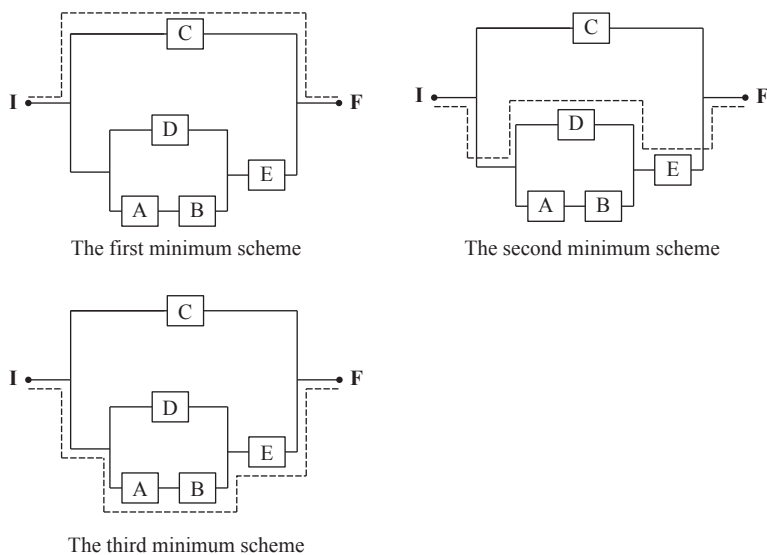 C
I F
D
E
A B
The first minimum scheme
C
I F
D
E
A B
The second minimum scheme
C
I F
D
E
A B
The third minimum scheme